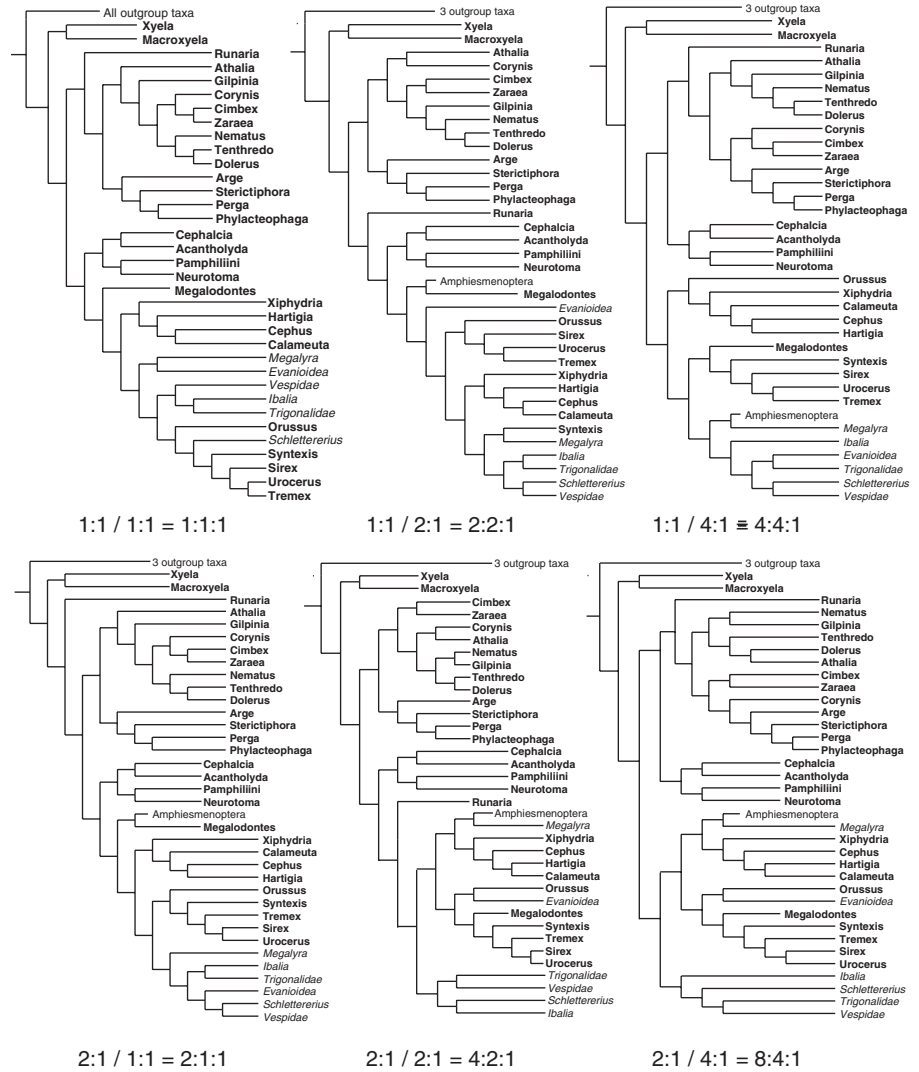 All outgroup taxa
Xyela
Macroxyela
Runaria
Athalia
Gilpinia
Corynis
Cimbex
Zaraea
Nematus
Tenthredo
Dolerus
Arge
Sterictiphora
Perga
Phylacteophaga
Cephalcia
Acantholyda
Pamphiliini
Neurotoma
Megalodontes
Xiphydria
Hartigia
Cephus
Calameuta
Megalyra
Evanioidea
Vespidae
Ibalia
Trigonalidae
Orussus
Schlettererius
Syntexis
Sirex
Urocerus
Tremex
1:1 / 1:1 = 1:1:1
3 outgroup taxa
Xyela
Macroxyela
Athalia
Corynis
Cimbex
Zaraea
Gilpinia
Nematus
Tenthredo
Dolerus
Arge
Sterictiphora
Perga
Phylacteophaga
Runaria
Cephalcia
Acantholyda
Pamphiliini
Neurotoma
Amphiesmenoptera
Megalodontes
Evanioidea
Orussus
Sirex
Urocerus
Tremex
Xiphydria
Hartigia
Cephus
Calameuta
Syntexis
Megalyra
Ibalia
Trigonalidae
Schlettererius
Vespidae
1:1 / 2:1 = 2:2:1
3 outgroup taxa
Xyela
Macroxyela
Runaria
Athalia
Gilpinia
Nematus
Tenthredo
Dolerus
Corynis
Cimbex
Zaraea
Arge
Sterictiphora
Perga
Phylacteophaga
Cephalcia
Acantholyda
Pamphiliini
Neurotoma
Orussus
Xiphydria
Calameuta
Cephus
Hartigia
Megalodontes
Syntexis
Sirex
Urocerus
Tremex
Amphiesmenoptera
Megalyra
Ibalia
Evanioidea
Trigonalidae
Schlettererius
Vespidae
1:1 / 4:1 = 4:4:1
3 outgroup taxa
Xyela
Macroxyela
Runaria
Athalia
Gilpinia
Corynis
Cimbex
Zaraea
Nematus
Tenthredo
Dolerus
Arge
Sterictiphora
Perga
Phylacteophaga
Cephalcia
Acantholyda
Pamphiliini
Neurotoma
Amphiesmenoptera
Megalodontes
Xiphydria
Calameuta
Cephus
Hartigia
Orussus
Syntexis
Tremex
Sirex
Urocerus
Megalyra
Ibalia
Trigonalidae
Evanioidea
Schlettererius
Vespidae
2:1 / 1:1 = 2:1:1
3 outgroup taxa
Xyela
Macroxyela
Cimbex
Zaraea
Corynis
Athalia
Nematus
Gilpinia
Tenthredo
Dolerus
Arge
Sterictiphora
Perga
Phylacteophaga
Cephalcia
Acantholyda
Pamphiliini
Neurotoma
Runaria
Amphiesmenoptera
Megalyra
Xiphydria
Cephus
Hartigia
Calameuta
Orussus
Evanioidea
Megalodontes
Syntexis
Tremex
Sirex
Urocerus
Trigonalidae
Vespidae
Schlettererius
Ibalia
2:1 / 2:1 = 4:2:1
3 outgroup taxa
Xyela
Macroxyela
Runaria
Nematus
Gilpinia
Tenthredo
Dolerus
Athalia
Cimbex
Zaraea
Corynis
Arge
Sterictiphora
Perga
Phylacteophaga
Cephalcia
Acantholyda
Pamphiliini
Neurotoma
Amphiesmenoptera
Megalyra
Xiphydria
Cephus
Hartigia
Calameuta
Orussus
Evanioidea
Megalodontes
Syntexis
Tremex
Sirex
Urocerus
Ibalia
Schlettererius
Trigonalidae
Vespidae
2:1 / 4:1 = 8:4:1